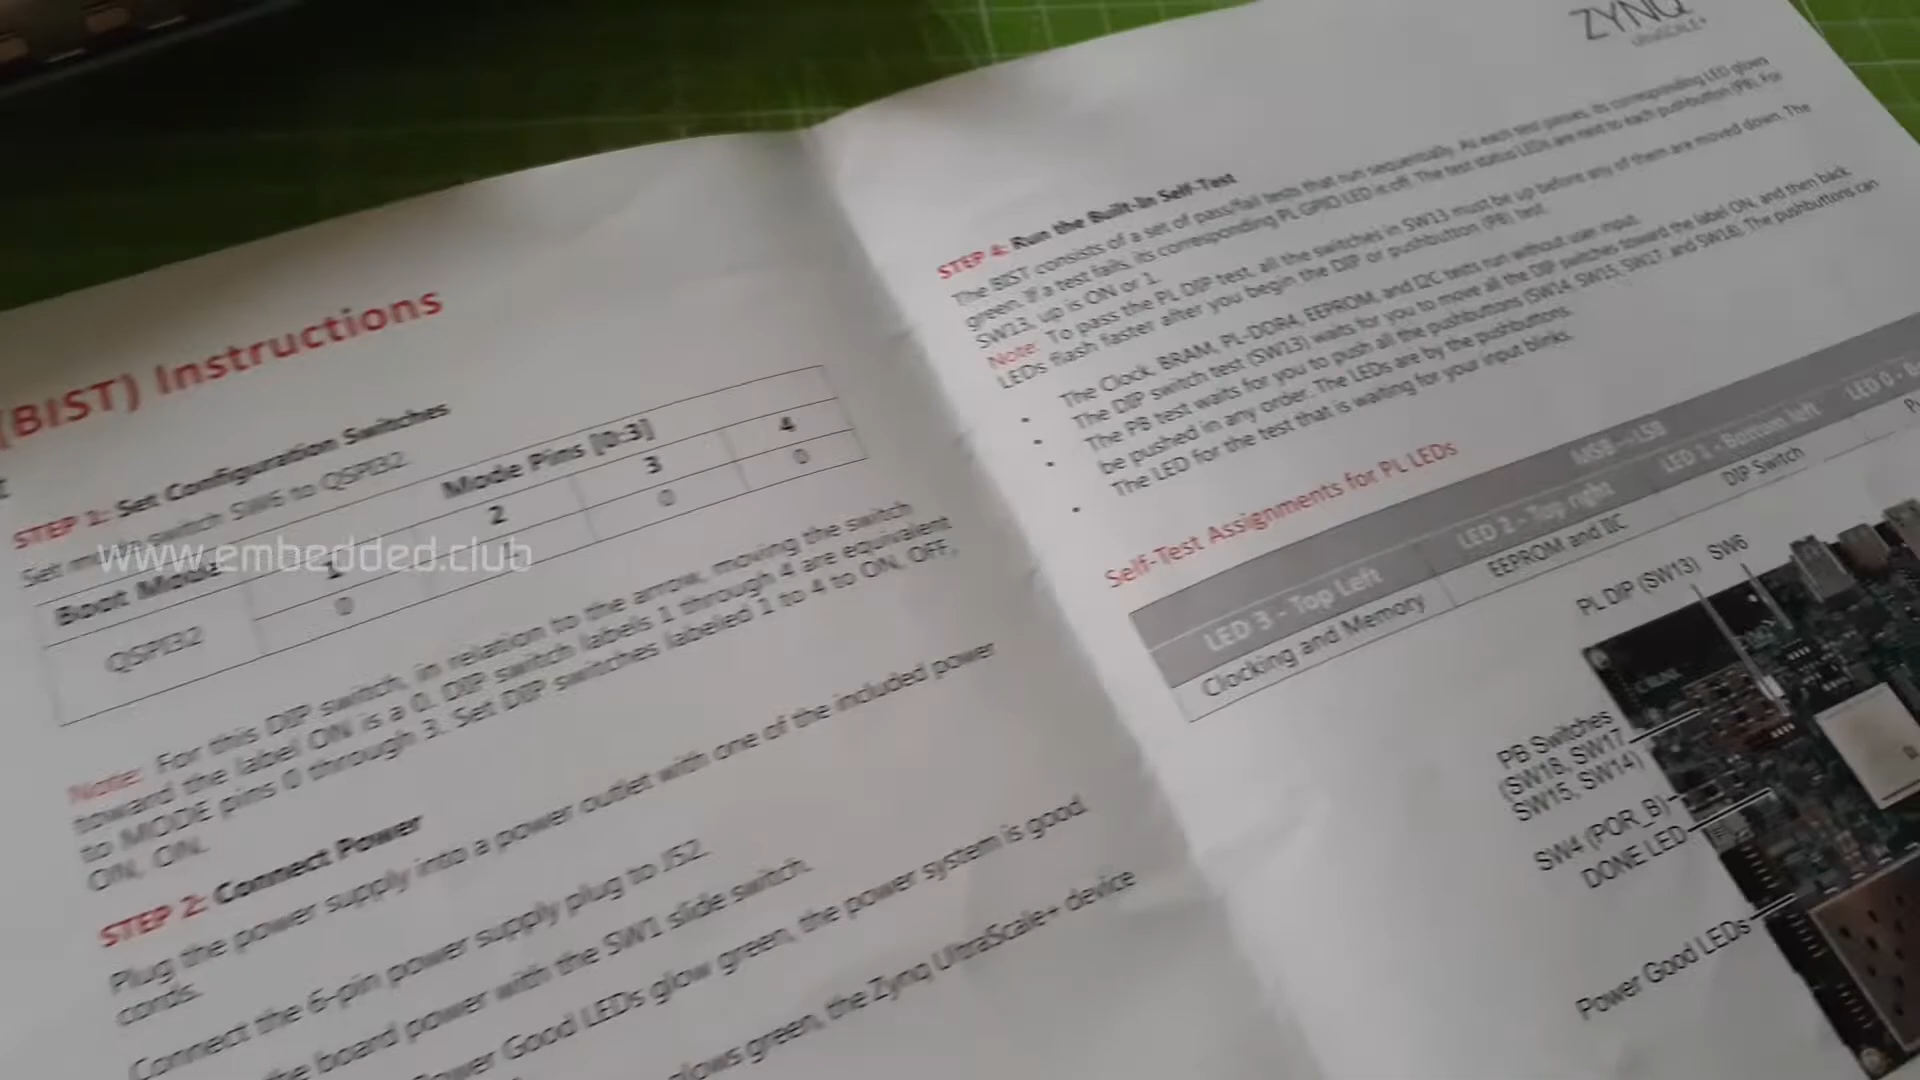 (BIST) Instructions
STEP 1: Set Configuration Switches
Set mode switch SW6 to QSPI32.
Mode Pins [0:3]
Boot Mode 1 2 3 4
QSPI32 0 0 0
Note: For this DIP switch, in relation to the arrow, moving the switch
toward the label ON is a 0. DIP switch labels 1 through 4 are equivalent
to MODE pins 0 through 3. Set DIP switches labeled 1 to 4 to ON, OFF,
ON, ON.
STEP 2: Connect Power
Plug the power supply into a power outlet with one of the included power
cords.
Connect the 6-pin power supply plug to J52.
the board power with the SW1 slide switch.
Power Good LEDs glow green, the power system is good.
glows green, the Zynq UltraScale+ device
www.embedded.club
ZYNQ
STEP 4: Run the Built-In Self-Test
The BIST consists of a set of pass/fail tests that run sequentially. As each test passes, its corresponding LED glows
green. If a test fails, its corresponding PL GPIO LED is off. The test status LEDs are next to each pushbutton (PB). For
SW13, up is ON or 1.
Note: To pass the PL DIP test, all the switches in SW13 must be up before any of them are moved down. The
LEDs flash faster after you begin the DIP or pushbutton (PB) test.
• The Clock, BRAM, PL-DDR4, EEPROM, and I2C tests run without user input.
• The DIP switch test (SW13) waits for you to move all the DIP switches toward the label ON, and then back.
• The PB test waits for you to push all the pushbuttons (SW14, SW15, SW17, and SW18). The pushbuttons can
be pushed in any order. The LEDs are by the pushbuttons.
• The LED for the test that is waiting for your input blinks.
Self-Test Assignments for PL LEDs
LED 3 - Top Left LED 2 - Top right LED 1 - Bottom left LED 0 -
Clocking and Memory EEPROM and IIC DIP Switch
PL DIP (SW13) SW6
PB Switches
(SW18, SW17
SW15, SW14)
SW4 (POR_B)
DONE LED
Power Good LEDs